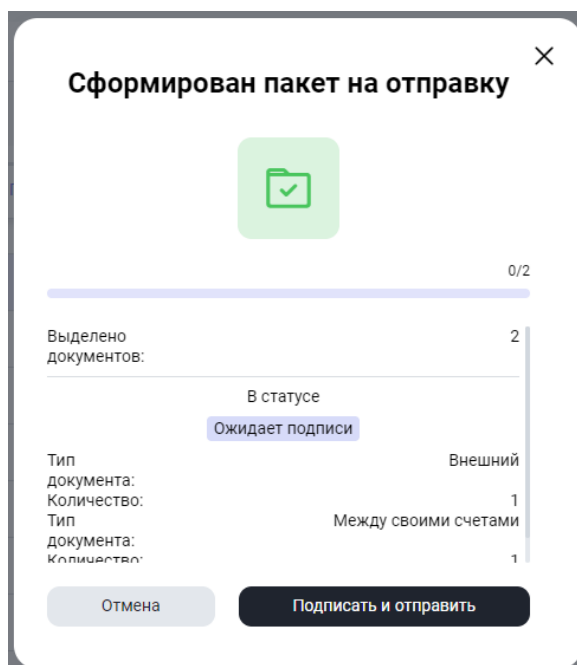 Сформирован пакет на отправку
0/2
Выделено 2
документов:
В статусе
Ожидает подписи
Тип Внешний
документа:
Количество: 1
Тип Между своими счетами
документа:
Количество: 1
Отмена Подписать и отправить